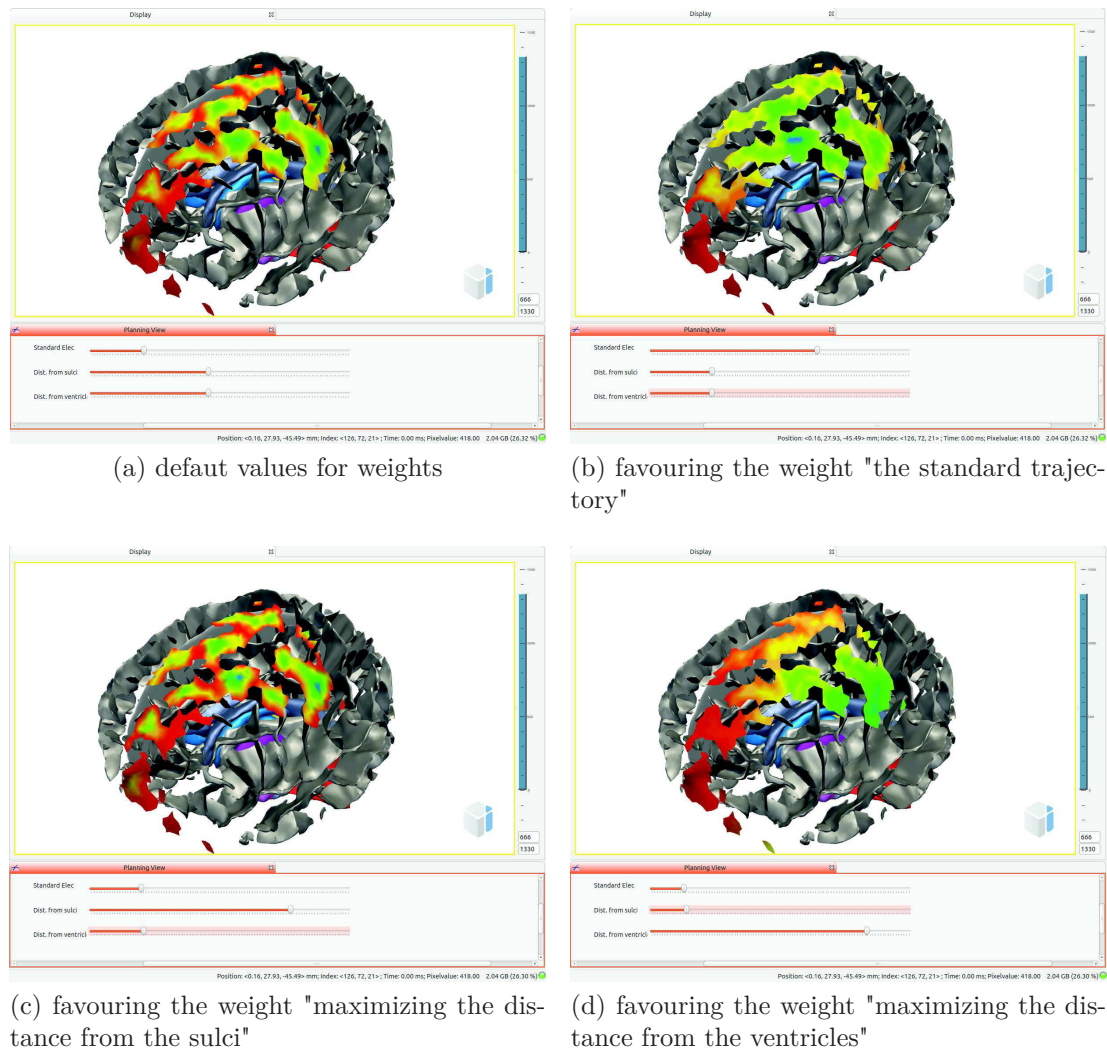 Display
666
1330
Planning View
Standard Elec
Dist. from sulci
Dist. from ventricl
Position: <0.16, 27.93, -45.49> mm; Index: <126, 72, 21> ; Time: 0.00 ms; Pixelvalue: 418.00 2.04 GB (26.32 %)
(a) defaut values for weights
Display
666
1330
Planning View
Standard Elec
Dist. from sulci
Dist. from ventricl
Position: <0.16, 27.93, -45.49> mm; Index: <126, 72, 21> ; Time: 0.00 ms; Pixelvalue: 418.00 2.04 GB (26.32 %)
(b) favouring the weight "the standard trajec-
tory"
Display
666
1330
Planning View
Standard Elec
Dist. from sulci
Dist. from ventricl
Position: <0.16, 27.93, -45.49> mm; Index: <126, 72, 21> ; Time: 0.00 ms; Pixelvalue: 418.00 2.04 GB (26.30 %)
(c) favouring the weight "maximizing the dis-
tance from the sulci"
Display
666
1330
Planning View
Standard Elec
Dist. from sulci
Dist. from ventricl
Position: <0.16, 27.93, -45.49> mm; Index: <126, 72, 21> ; Time: 0.00 ms; Pixelvalue: 418.00 2.04 GB (26.30 %)
(d) favouring the weight "maximizing the dis-
tance from the ventricles"